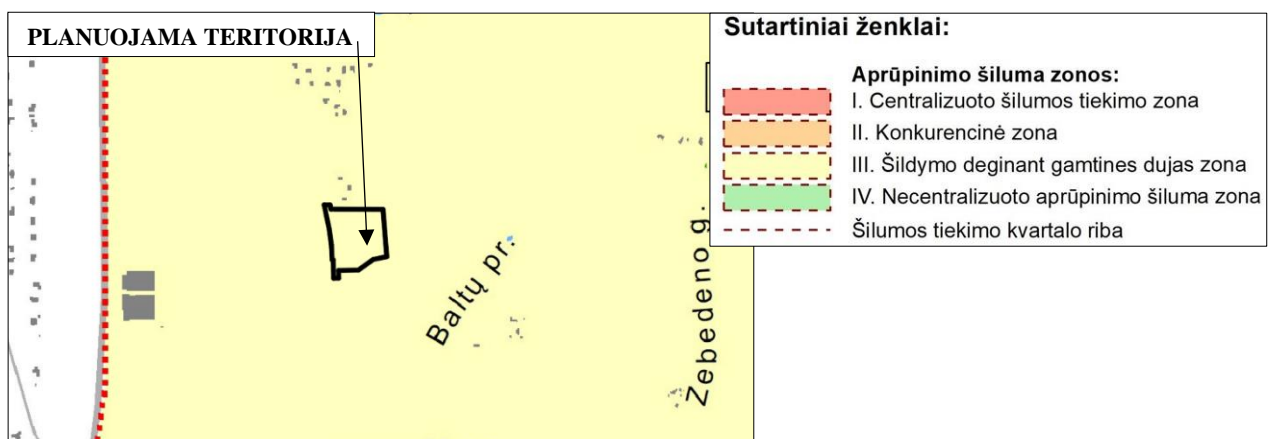 PLANUOJAMA TERITORIJA
Baltų pr.
Zebedeno g.
Sutartiniai ženklai:
Aprūpinimo šiluma zonos:
I. Centralizuoto šilumos tiekimo zona
II. Konkurencinė zona
III. Šildymo deginant gamtines dujas zona
IV. Necentralizuoto aprūpinimo šiluma zona
Šilumos tiekimo kvartalo riba